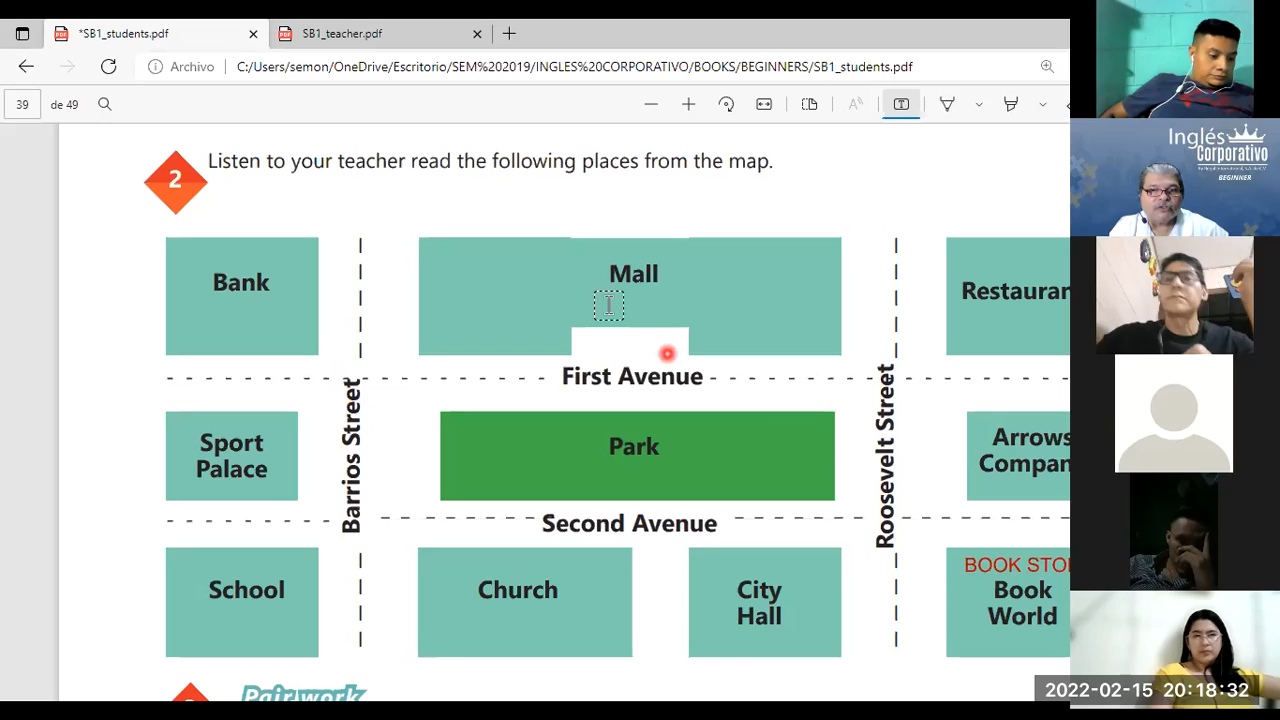 *SB1_students.pdf
SB1_teacher.pdf
Archivo
C:/Users/semon/OneDrive/Escritorio/SEM%202019/INGLES%20CORPORATIVO/BOOKS/BEGINNERS/SB1_students.pdf
39
de 49
2
Listen to your teacher read the following places from the map.
Bank
Mall
Restauran
First Avenue
Barrios Street
Roosevelt Street
Sport
Palace
Park
Arrows
Compan
Second Avenue
School
Church
City
Hall
BOOK STO
Book
World
Pair work
Inglés
Corporativo
BEGINNER
2022-02-15 20:18:32